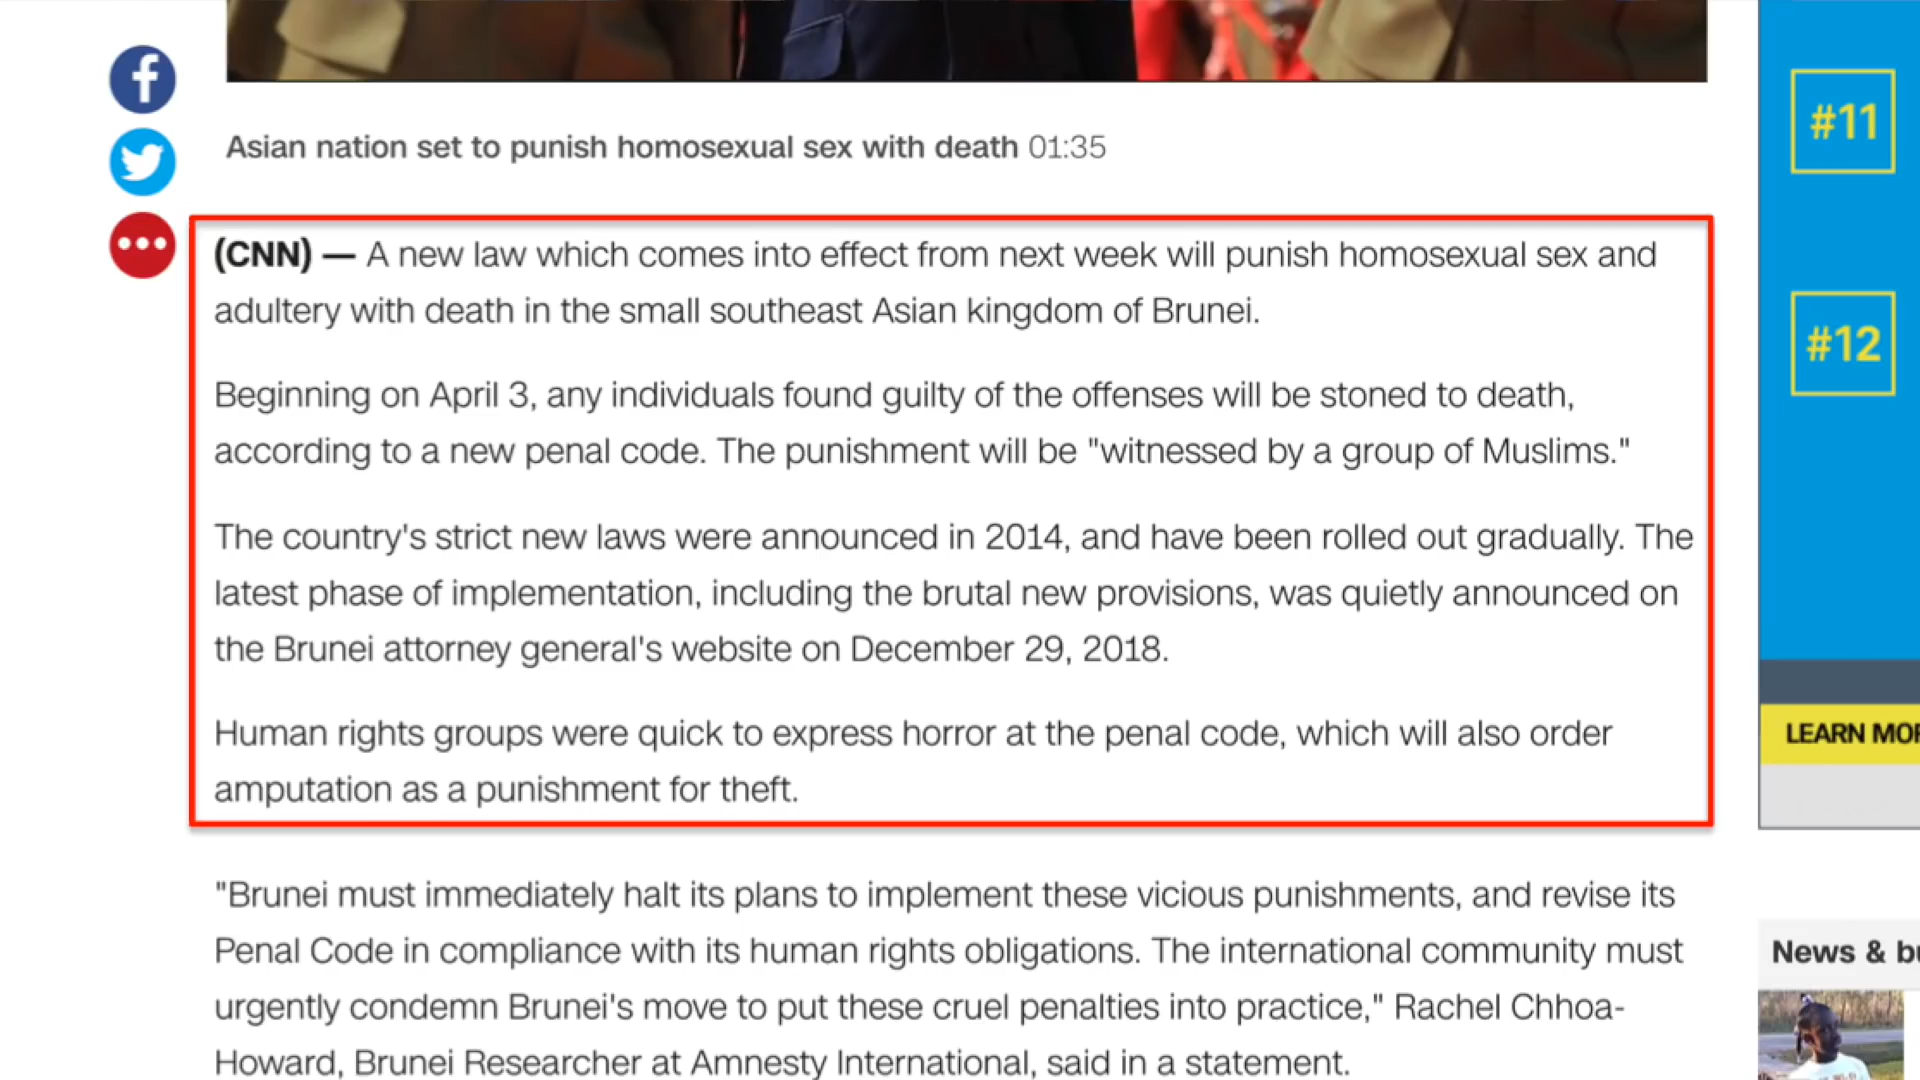 Asian nation set to punish homosexual sex with death 01:35
(CNN) — A new law which comes into effect from next week will punish homosexual sex and
adultery with death in the small southeast Asian kingdom of Brunei.
Beginning on April 3, any individuals found guilty of the offenses will be stoned to death,
according to a new penal code. The punishment will be "witnessed by a group of Muslims."
The country's strict new laws were announced in 2014, and have been rolled out gradually. The
latest phase of implementation, including the brutal new provisions, was quietly announced on
the Brunei attorney general's website on December 29, 2018.
Human rights groups were quick to express horror at the penal code, which will also order
amputation as a punishment for theft.
"Brunei must immediately halt its plans to implement these vicious punishments, and revise its
Penal Code in compliance with its human rights obligations. The international community must
urgently condemn Brunei's move to put these cruel penalties into practice," Rachel Chhoa-
Howard, Brunei Researcher at Amnesty International, said in a statement.
#11
#12
LEARN
News &